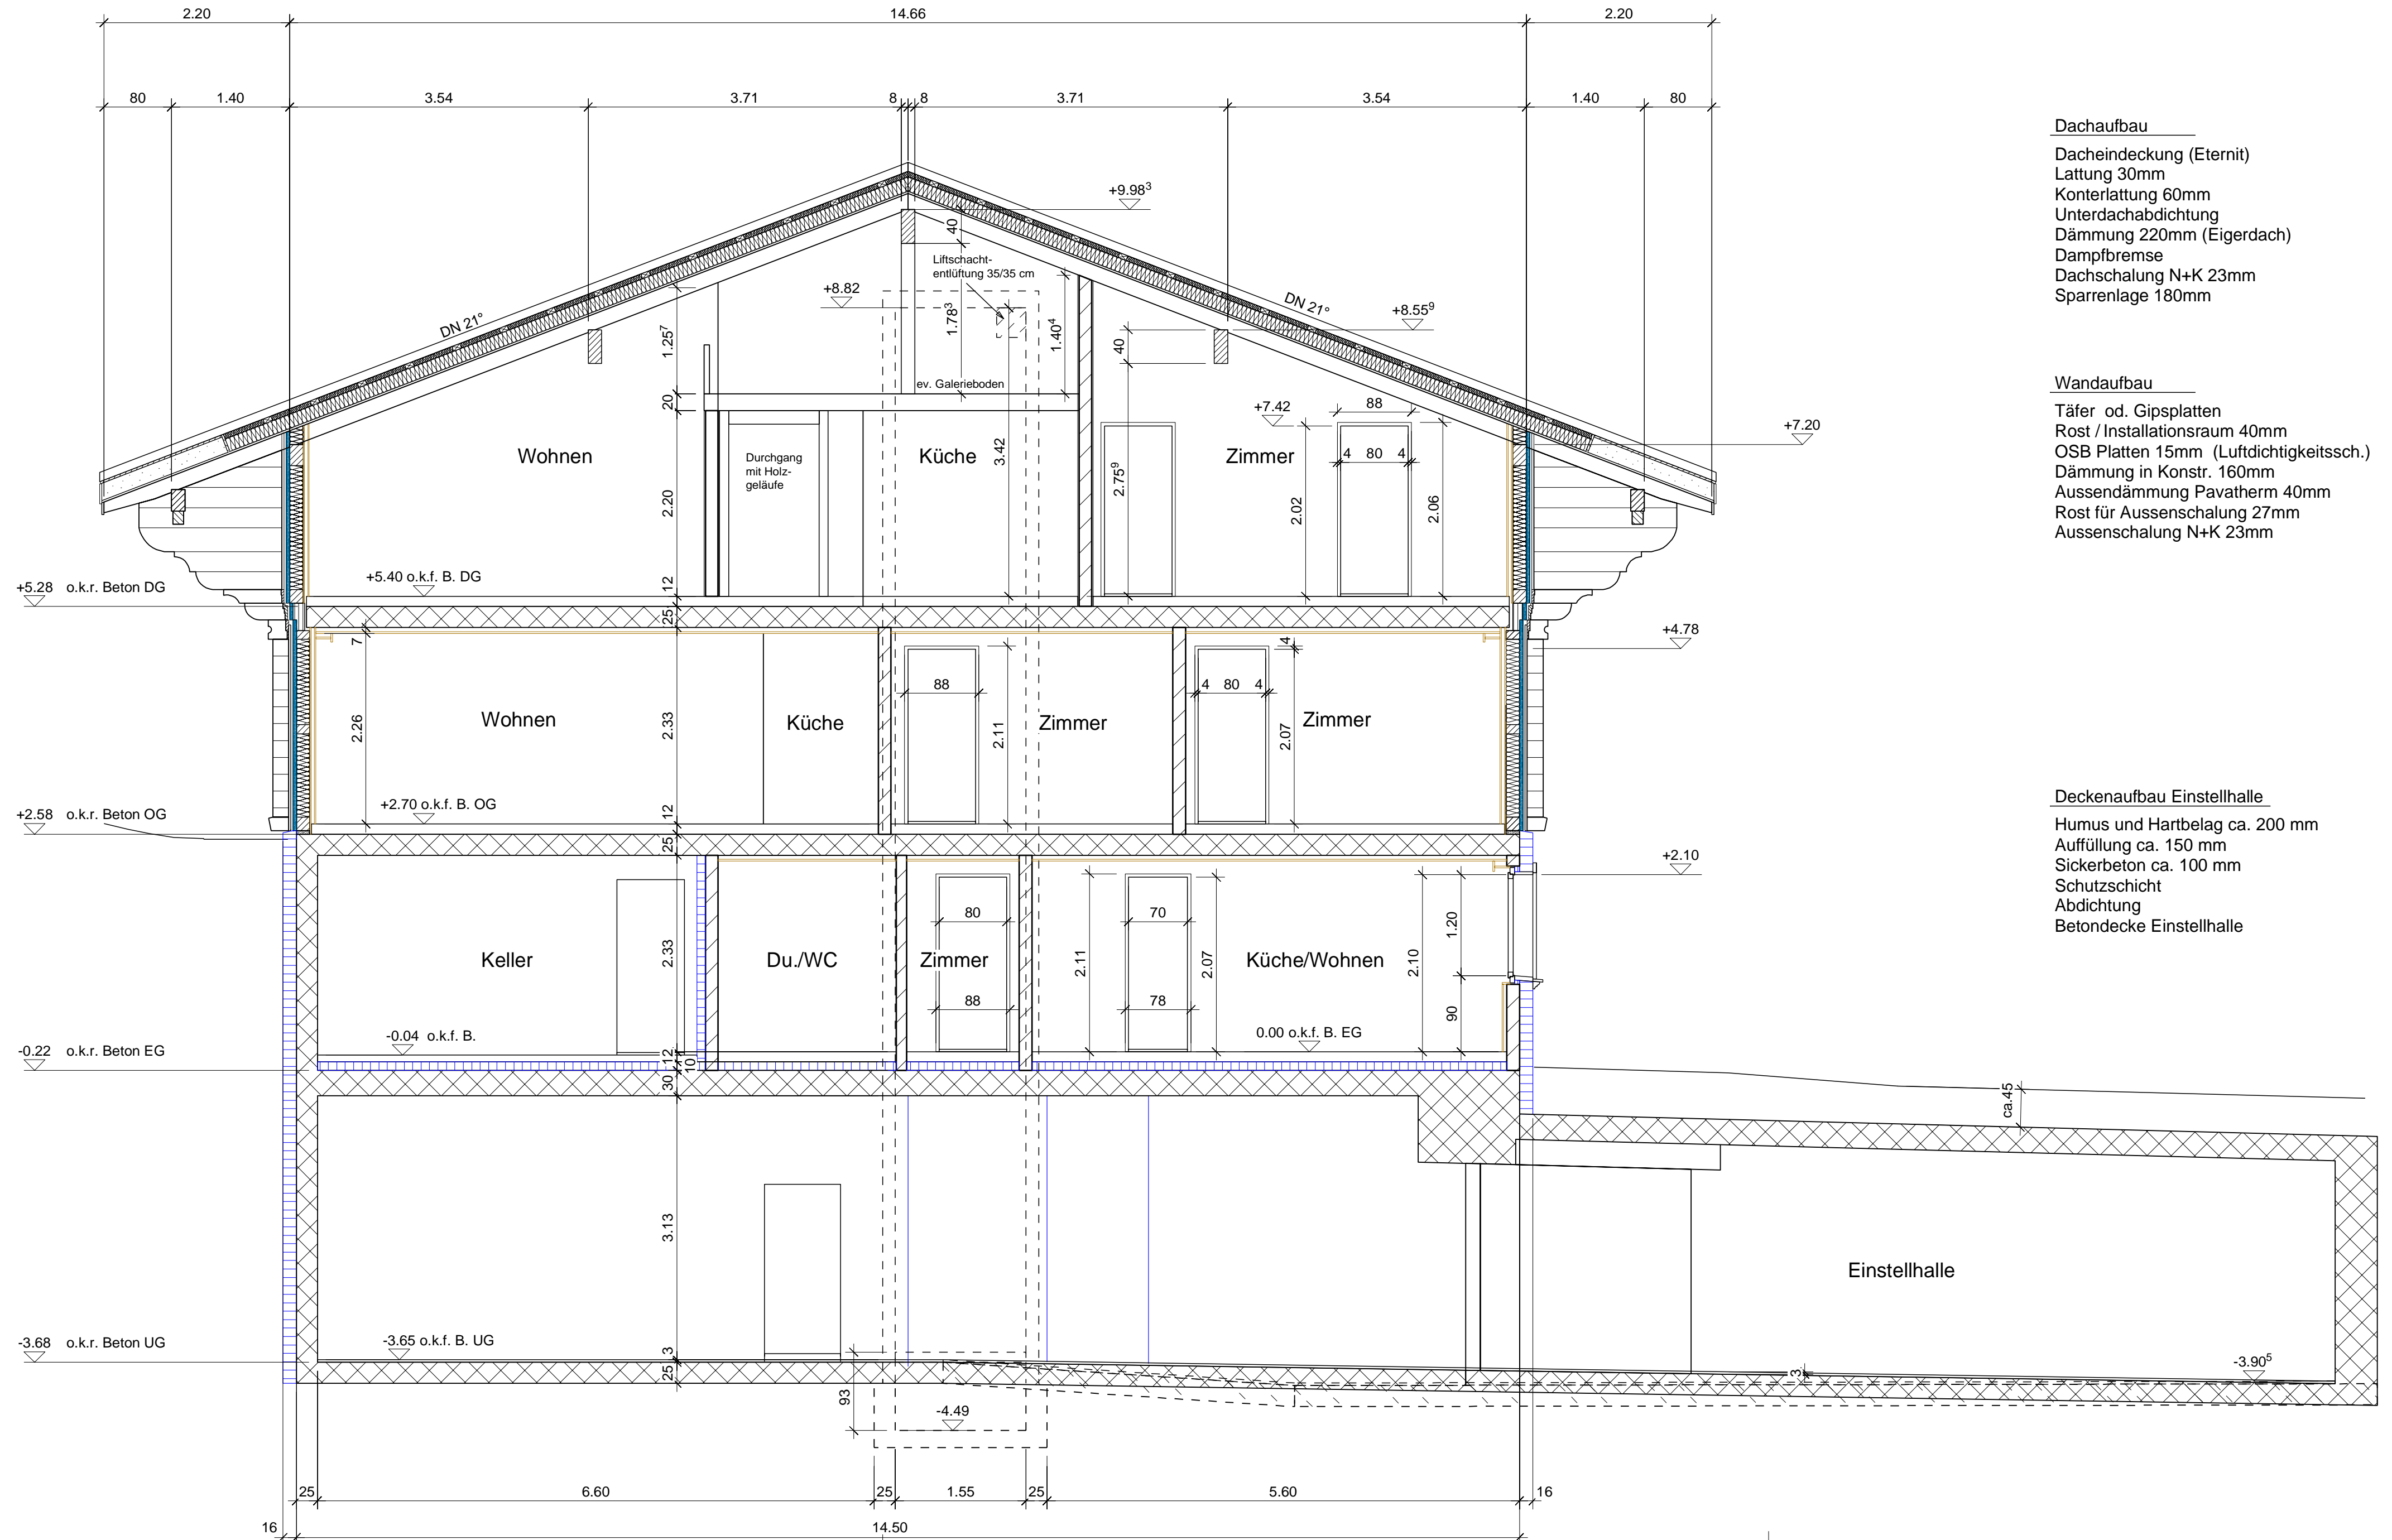 2.20 14.66 2.20
80 1.40 3.54 3.71 8 8 3.71 3.54 1.40 80
Dachaufbau
Dacheindeckung (Eternit)
Lattung 30mm
Konterlattung 60mm
Unterdachabdichtung
Dämmung 220mm (Eigerdach)
Dampfbremse
Dachschalung N+K 23mm
Sparrenlage 180mm
+9.98³
40
Liftschacht-
entlüftung 35/35 cm
+8.82
DN 21°
DN 21°
+8.55⁹
1.25⁷
1.78³
1.40⁴
40
ev. Galerieboden
20
+7.42
88
+7.20
Wandaufbau
Täfer od. Gipsplatten
Rost / Installationsraum 40mm
OSB Platten 15mm (Luftdichtigkeitssch.)
Dämmung in Konstr. 160mm
Aussendämmung Pavatherm 40mm
Rost für Aussenschalung 27mm
Aussenschalung N+K 23mm
Wohnen
Durchgang
mit Holz-
geläufe
Küche
3.42
Zimmer
4 80 4
2.20
2.75⁹
2.02
2.06
+5.28 o.k.r. Beton DG
+5.40 o.k.f. B. DG
12
25
+4.78
7
4
88
4 80 4
Wohnen
Küche
Zimmer
Zimmer
2.26
2.33
2.11
2.07
+2.58 o.k.r. Beton OG
+2.70 o.k.f. B. OG
12
25
Deckenaufbau Einstellhalle
Humus und Hartbelag ca. 200 mm
Auffüllung ca. 150 mm
Sickerbeton ca. 100 mm
Schutzschicht
Abdichtung
Betondecke Einstellhalle
+2.10
80
70
1.20
Keller
2.33
Du./WC
Zimmer
2.11
2.07
Küche/Wohnen
2.10
88
78
90
-0.22 o.k.r. Beton EG
-0.04 o.k.f. B.
0.00 o.k.f. B. EG
12
10
30
ca.45
3.13
Einstellhalle
-3.68 o.k.r. Beton UG
-3.65 o.k.f. B. UG
3
25
93
-4.49
3
-3.90⁵
25 6.60 25 1.55 25 5.60 16
16 14.50